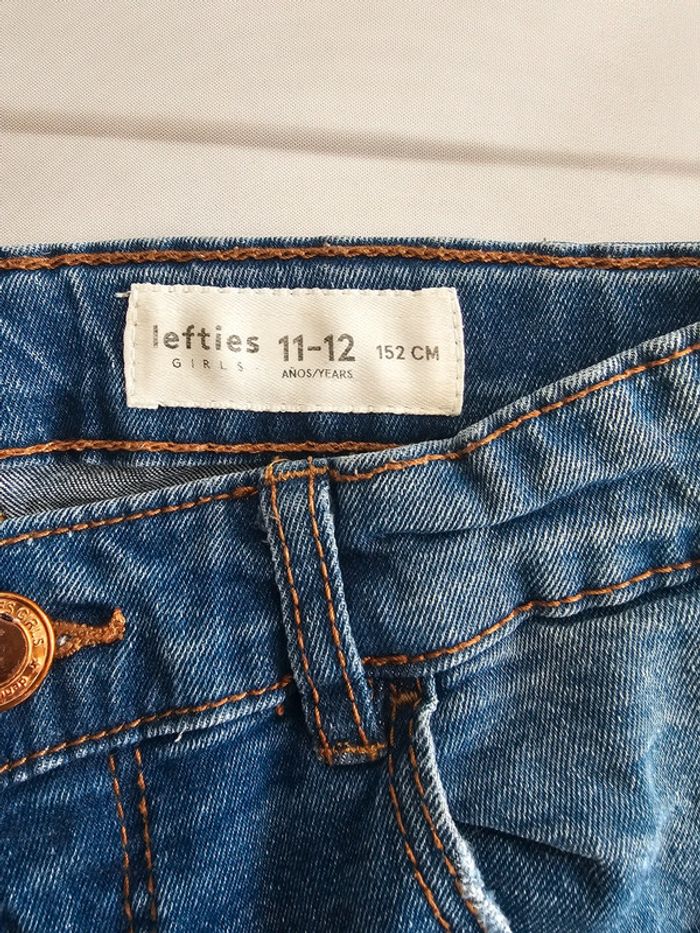 lefties 11-12 152 CM
GIRLS AÑOS/YEARS